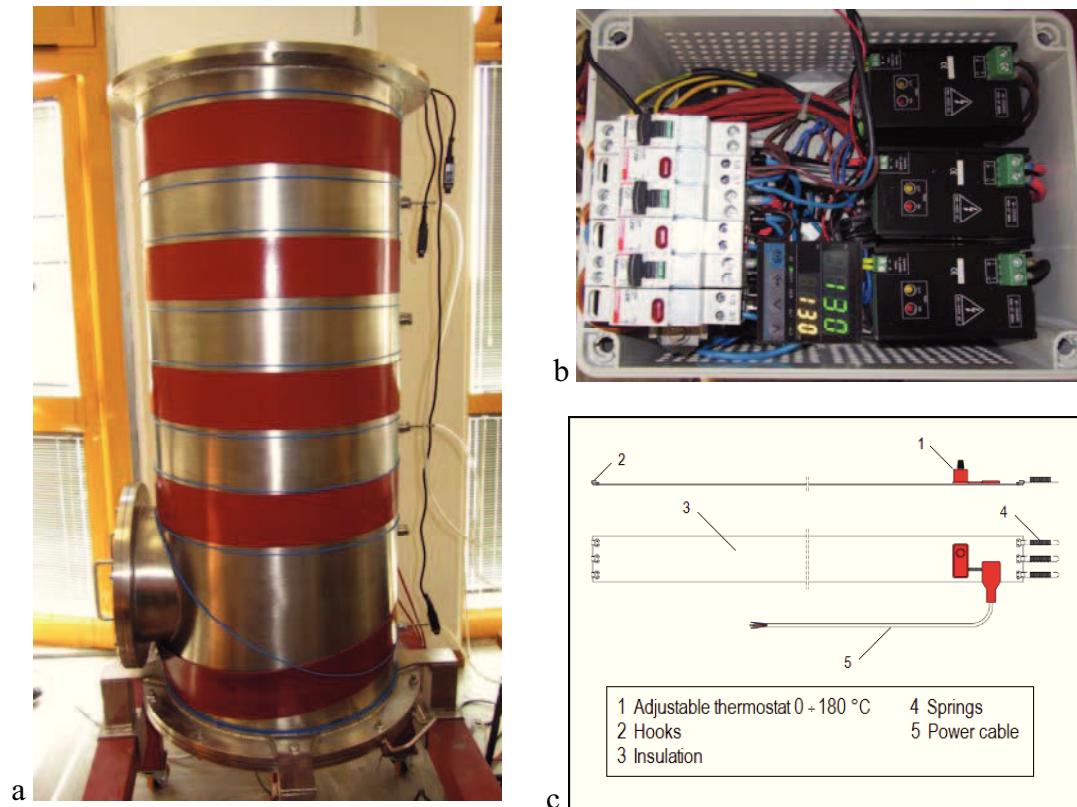 a
b
130
130
c
1
2
3
4
5
1 Adjustable thermostat 0 ÷ 180 °C
2 Hooks
3 Insulation
4 Springs
5 Power cable